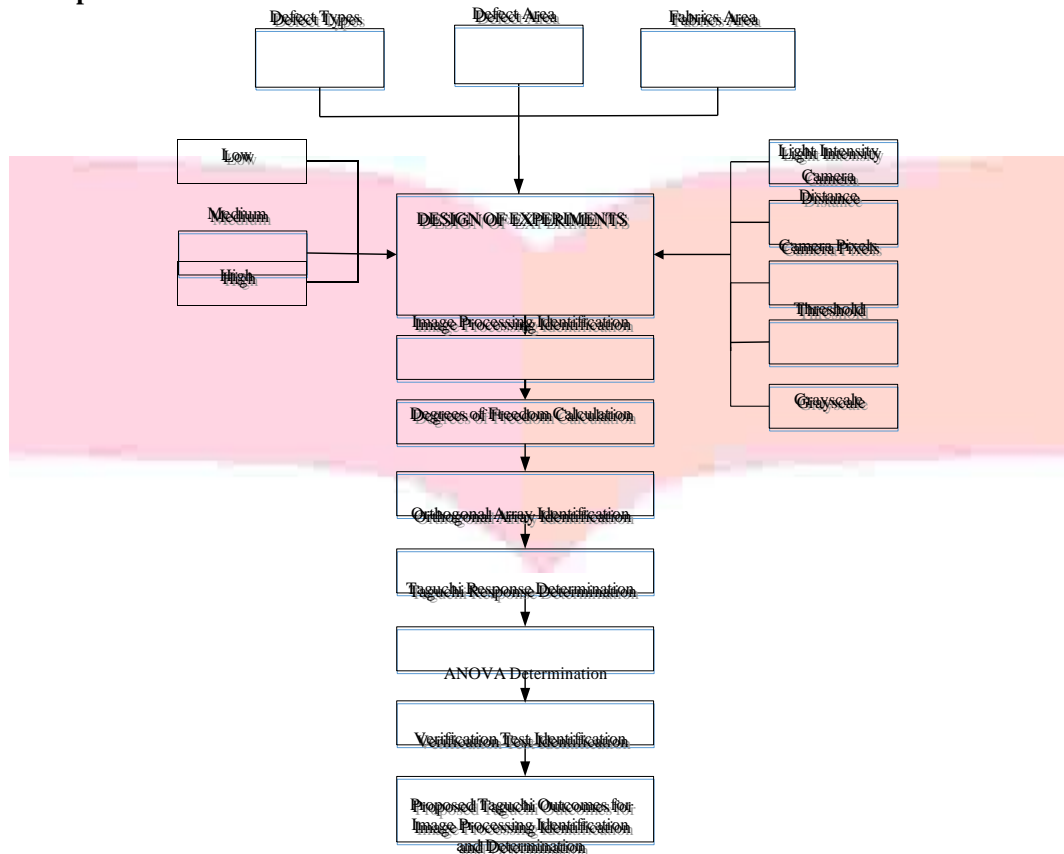 Defect Types
Defect Area
Fabrics Area
Low
Medium
High
DESIGN OF EXPERIMENTS
Light Intensity
Camera
Distance
Camera Pixels
Threshold
Grayscale
Image Processing Identification
Degrees of Freedom Calculation
Orthogonal Array Identification
Taguchi Response Determination
ANOVA Determination
Verification Test Identification
Proposed Taguchi Outcomes for
Image Processing Identification
and Determination